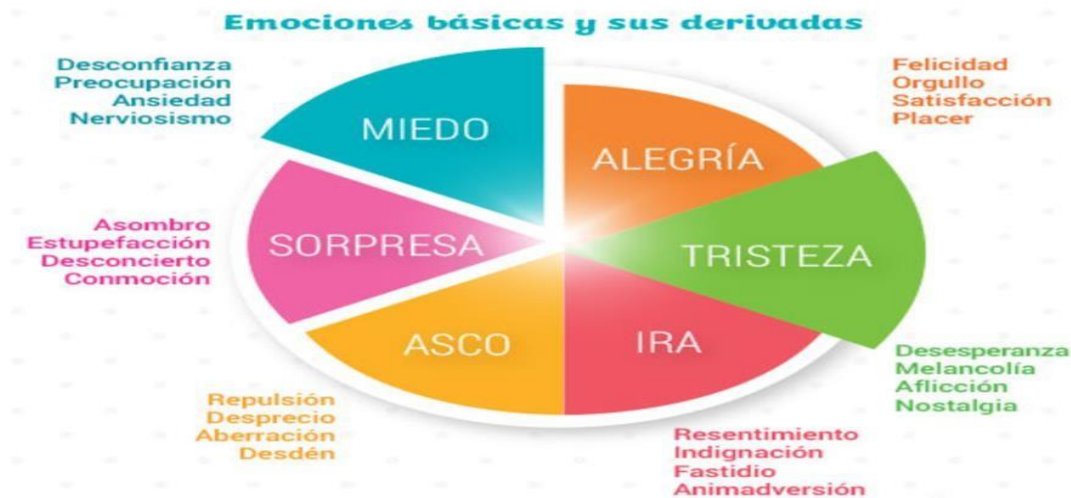 Emociones básicas y sus derivadas
Desconfianza
Preocupación
Ansiedad
Nerviosismo
MIEDO
Felicidad
Orgullo
Satisfacción
Placer
ALEGRÍA
Asombro
Estupefacción
Desconcierto
Conmoción
SORPRESA
TRISTEZA
Desesperanza
Melancolía
Aflicción
Nostalgia
ASCO
Repulsión
Desprecio
Aberración
Desdén
IRA
Resentimiento
Indignación
Fastidio
Animadversión